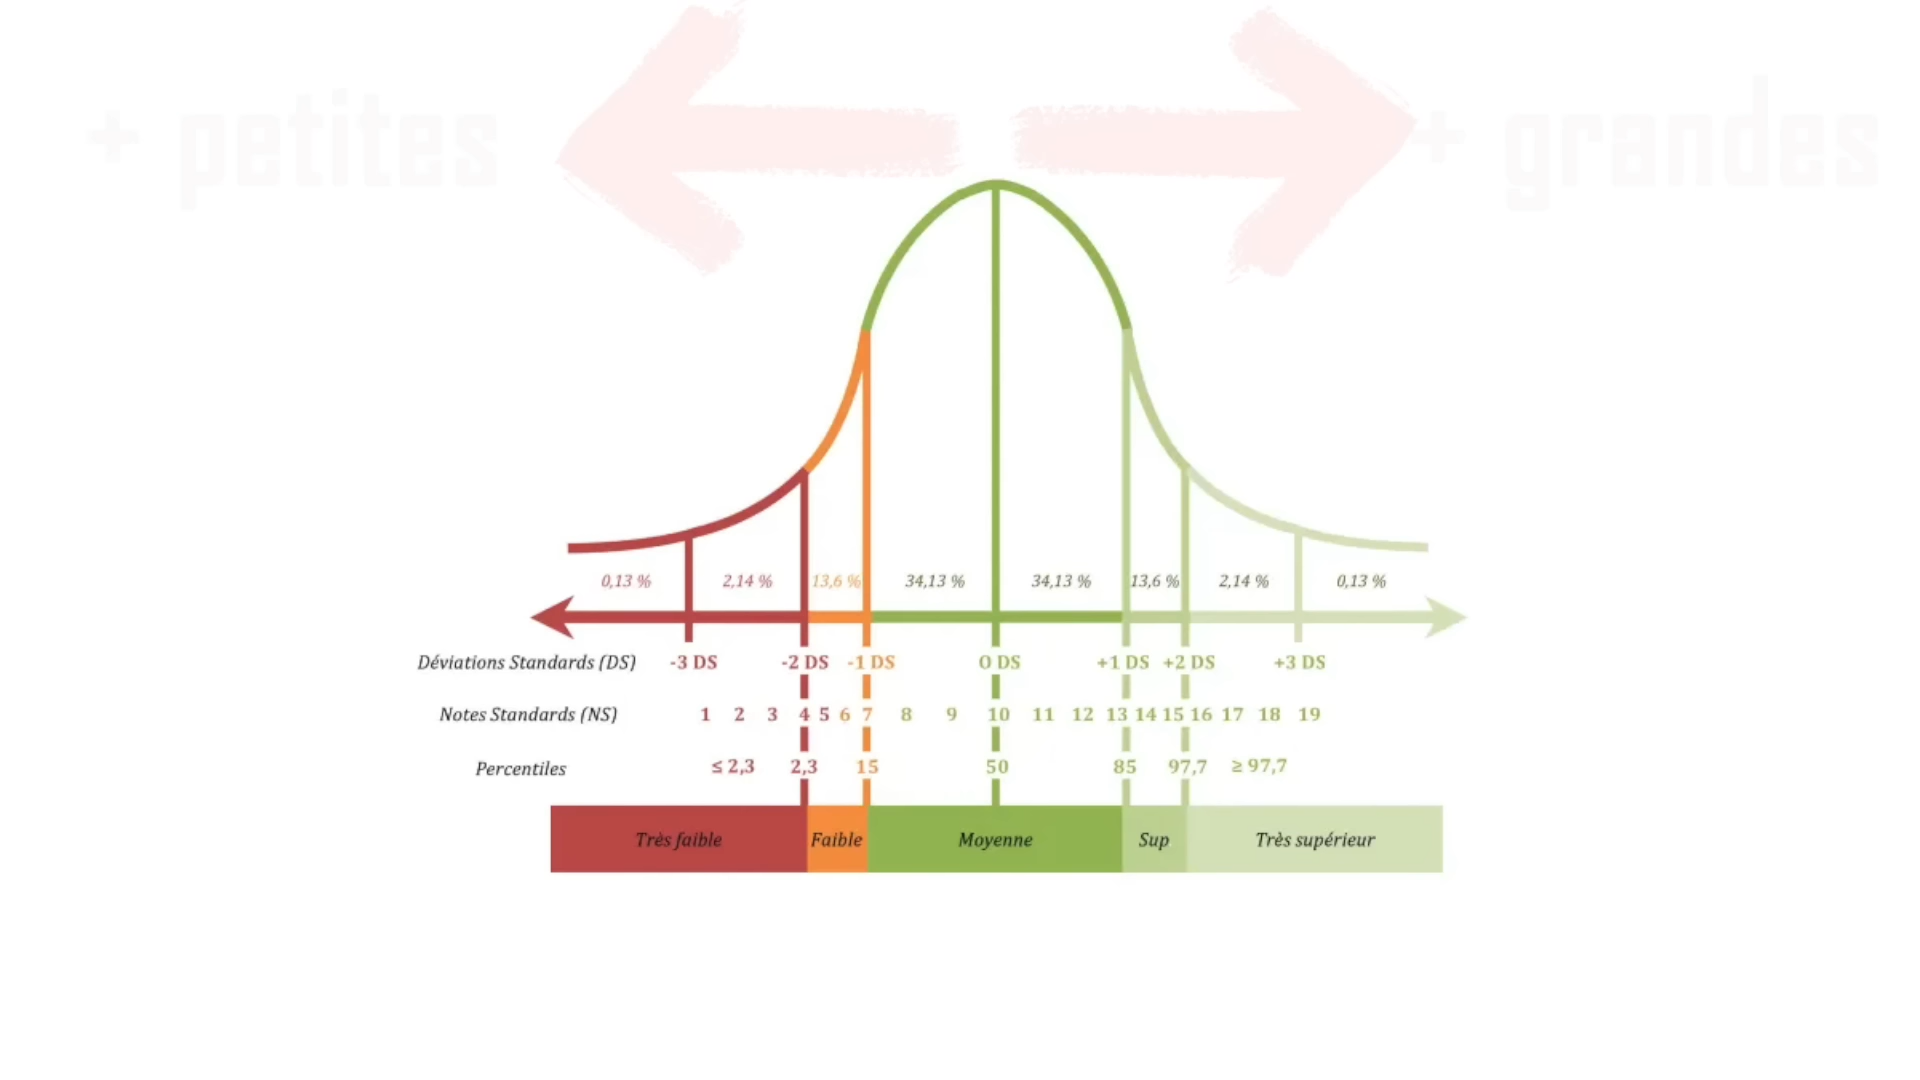 + petites
+ grandes
0,13 % 2,14 % 13,6 % 34,13 % 34,13 % 13,6 % 2,14 % 0,13 %
Déviations Standards (DS) -3 DS -2 DS -1 DS 0 DS +1 DS +2 DS +3 DS
Notes Standards (NS) 1 2 3 4 5 6 7 8 9 10 11 12 13 14 15 16 17 18 19
Percentiles ≤ 2,3 2,3 15 50 85 97,7 ≥ 97,7
Très faible Faible Moyenne Sup Très supérieur